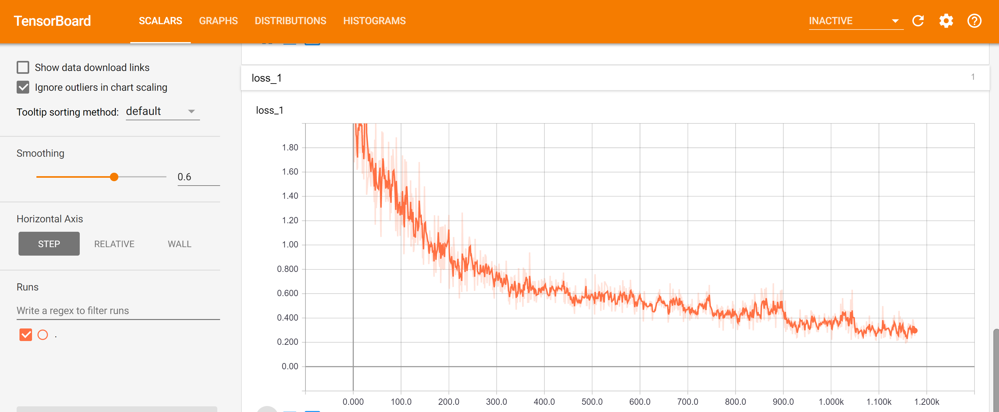 TensorBoard SCALARS GRAPHS DISTRIBUTIONS HISTOGRAMS INACTIVE
Show data download links
Ignore outliers in chart scaling
Tooltip sorting method: default
Smoothing
0.6
Horizontal Axis
STEP RELATIVE WALL
Runs
Write a regex to filter runs
.
loss_1 1
loss_1
1.80
1.60
1.40
1.20
1.00
0.800
0.600
0.400
0.200
0.00
0.000 100.0 200.0 300.0 400.0 500.0 600.0 700.0 800.0 900.0 1.000k 1.100k 1.200k